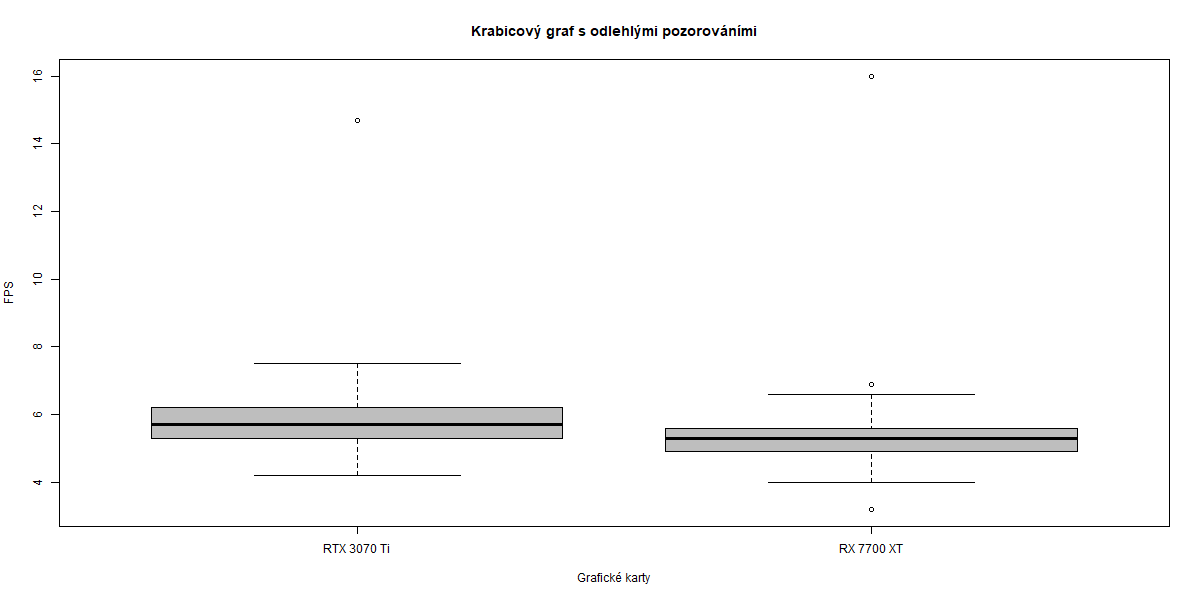 Krabicový graf s odlehlými pozorováními
16
14
12
10
8
6
4
FPS
RTX 3070 Ti
RX 7700 XT
Grafické karty